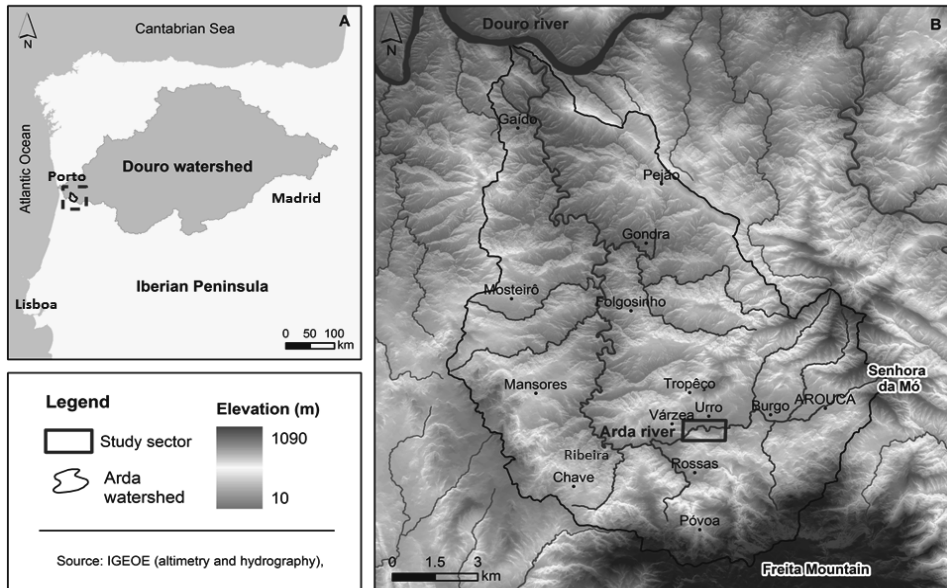 A
N
Cantabrian Sea
Atlantic Ocean
Porto
Douro watershed
Madrid
Iberian Peninsula
Lisboa
0 50 100
km
Legend
Study sector
Arda
watershed
Elevation (m)
1090
10
Source: IGEOE (altimetry and hydrography),
B
N
Douro river
Gaído
Pejão
Gondra
Mosteirô
Folgosinho
Mansores
Tropêço
Senhora
da Mó
AROUCA
Burgo
Urro
Várzea
Arda river
Ribeira
Rossas
Chave
Póvoa
0 1.5 3
km
Freita Mountain